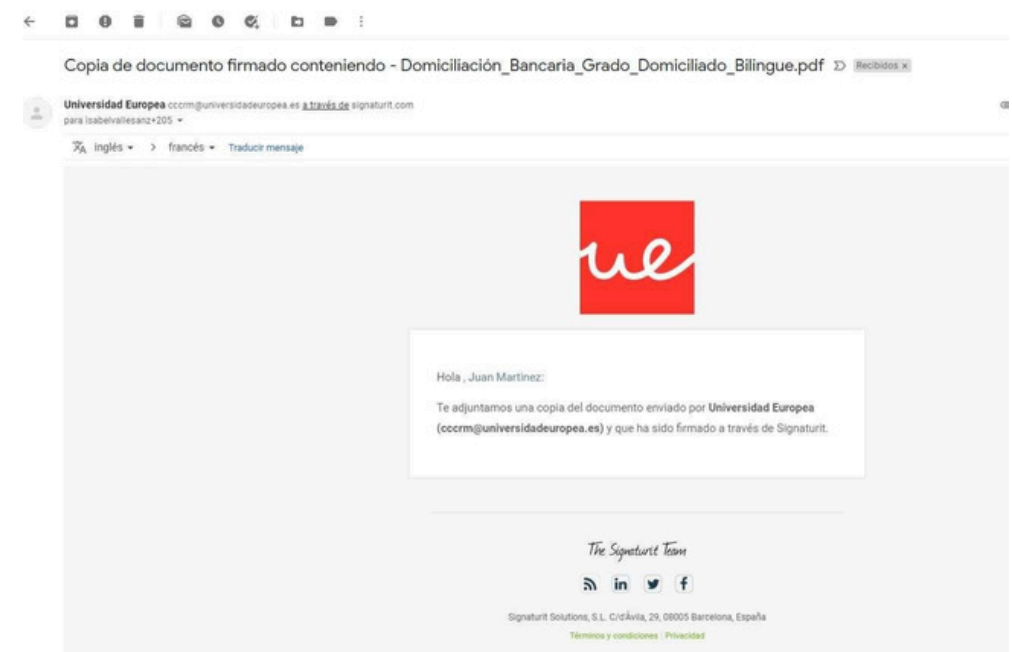 Copia de documento firmado conteniendo - Domiciliación_Bancaria_Grado_Domiciliado_Bilingue.pdf Recibidos x
Universidad Europea cccrm@universidadeuropea.es a través de signaturit.com
para isabelvallesanz+205
inglés > francés Traducir mensaje
ue
Hola , Juan Martinez:
Te adjuntamos una copia del documento enviado por Universidad Europea
(cccrm@universidadeuropea.es) y que ha sido firmado a través de Signaturit.
The Signaturit Team
in f
Signaturit Solutions, S.L. C/d'Àvila, 29, 08005 Barcelona, España
Términos y condiciones | Privacidad